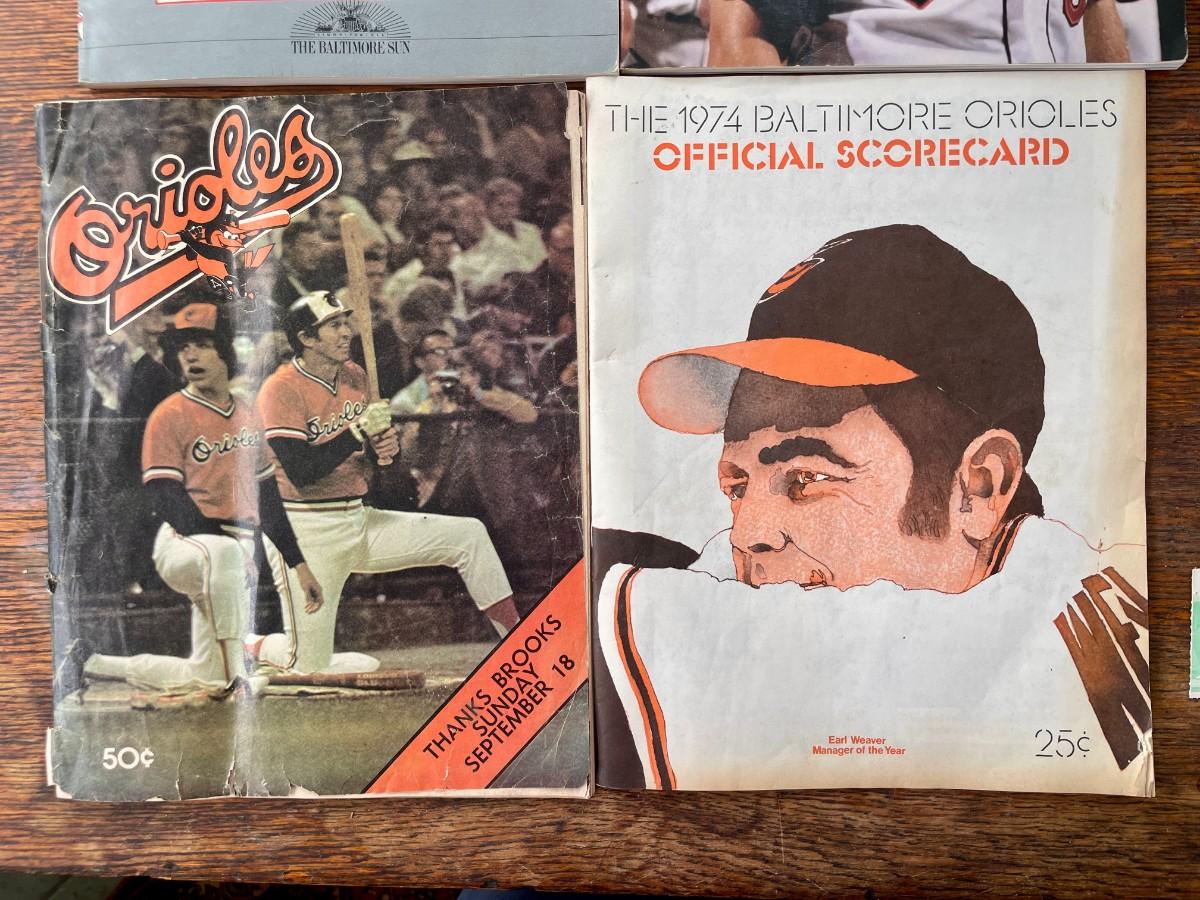 THE BALTIMORE SUN
Orioles
Orioles
Orioles
THANKS BROOKS
SUNDAY
SEPTEMBER 18
50¢
THE 1974 BALTIMORE ORIOLES
OFFICIAL SCORECARD
WEA
Earl Weaver
Manager of the Year
25¢